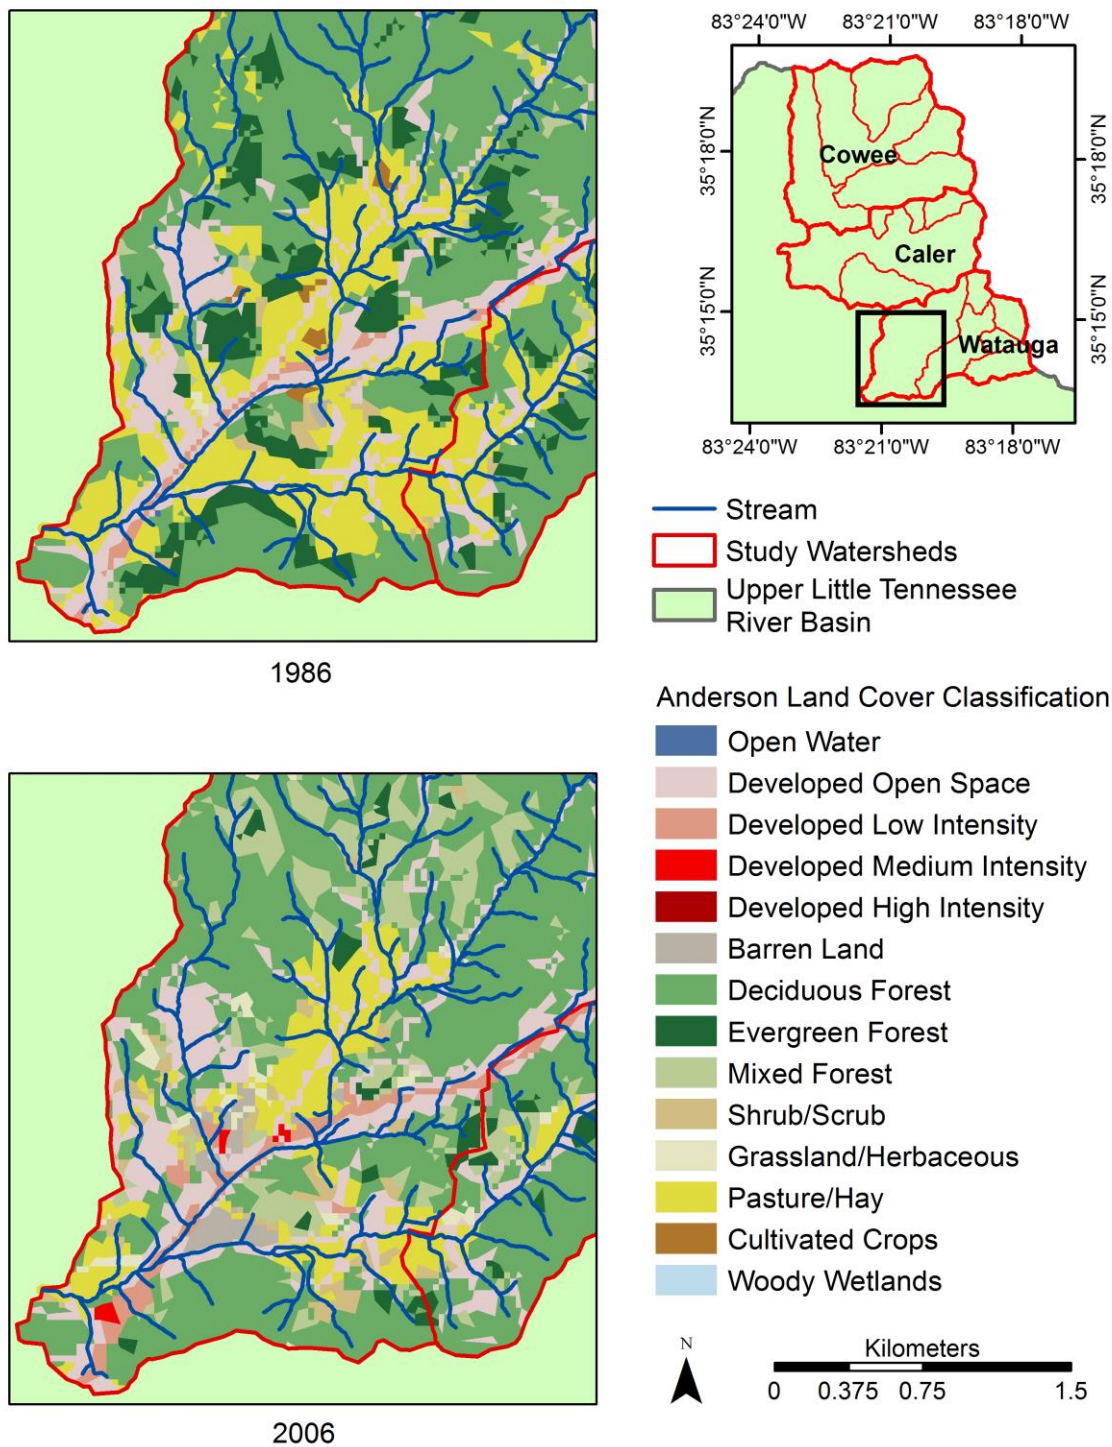 83°24'0"W 83°21'0"W 83°18'0"W
35°18'0"N
35°15'0"N
35°18'0"N
35°15'0"N
Cowee
Caler
Watauga
83°24'0"W 83°21'0"W 83°18'0"W
Stream
Study Watersheds
Upper Little Tennessee
River Basin
1986
Anderson Land Cover Classification
Open Water
Developed Open Space
Developed Low Intensity
Developed Medium Intensity
Developed High Intensity
Barren Land
Deciduous Forest
Evergreen Forest
Mixed Forest
Shrub/Scrub
Grassland/Herbaceous
Pasture/Hay
Cultivated Crops
Woody Wetlands
N
Kilometers
0 0.375 0.75 1.5
2006